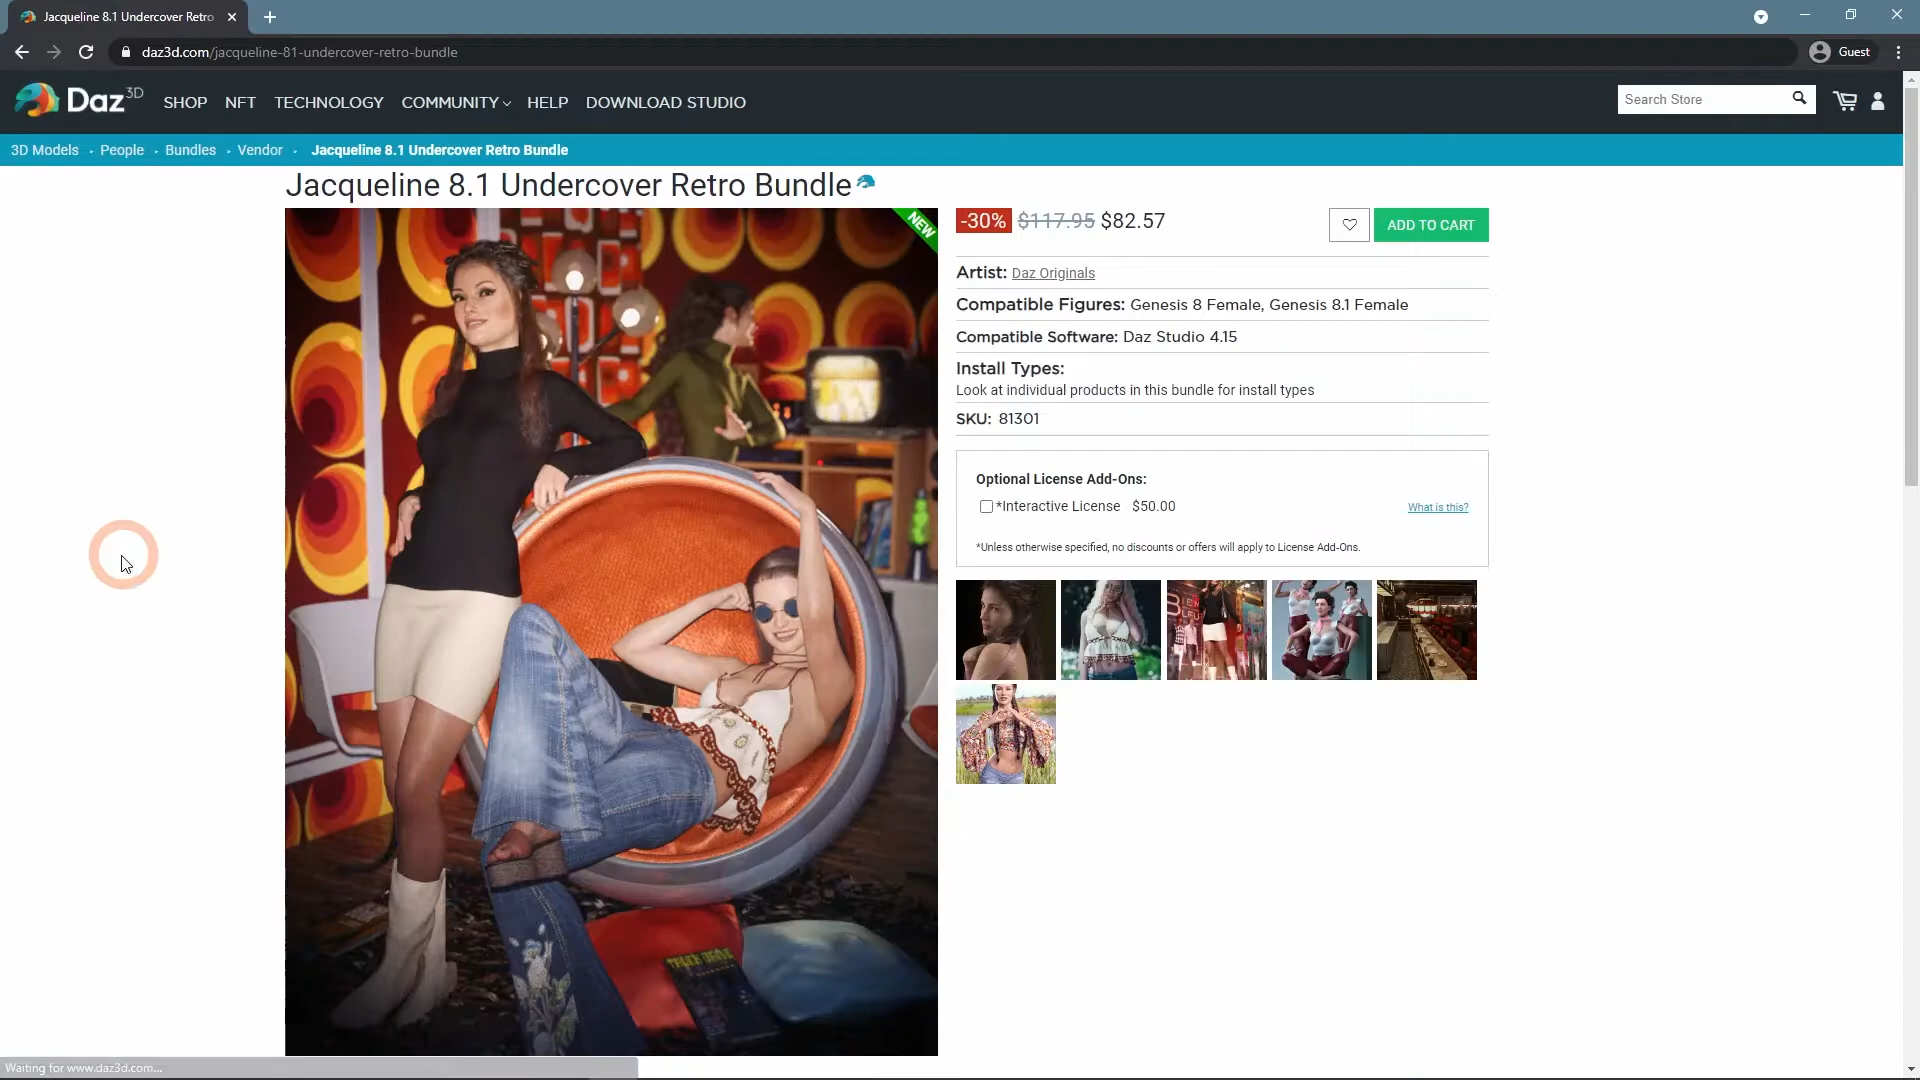 Jacqueline 8.1 Undercover Retro
daz3d.com/jacqueline-81-undercover-retro-bundle
Guest
Daz 3D
SHOP NFT TECHNOLOGY COMMUNITY HELP DOWNLOAD STUDIO
Search Store
3D Models People Bundles Vendor Jacqueline 8.1 Undercover Retro Bundle
Jacqueline 8.1 Undercover Retro Bundle
NEW
-30% $117.95 $82.57
ADD TO CART
Artist: Daz Originals
Compatible Figures: Genesis 8 Female, Genesis 8.1 Female
Compatible Software: Daz Studio 4.15
Install Types:
Look at individual products in this bundle for install types
SKU: 81301
Optional License Add-Ons:
*Interactive License $50.00
What is this?
*Unless otherwise specified, no discounts or offers will apply to License Add-Ons.
Waiting for www.daz3d.com...